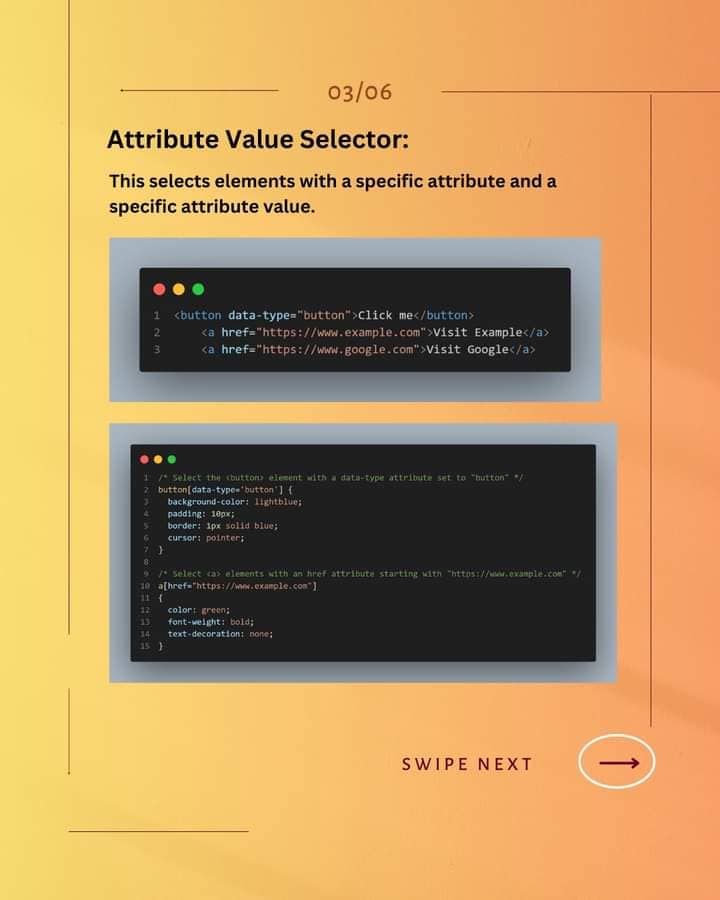 03/06
Attribute Value Selector:
This selects elements with a specific attribute and a
specific attribute value.
1 <button data-type="button">Click me</button>
2     <a href="https://www.example.com">Visit Example</a>
3     <a href="https://www.google.com">Visit Google</a>
1 /* Select the <button> element with a data-type attribute set to "button" */
2 button[data-type='button'] {
3   background-color: lightblue;
4   padding: 10px;
5   border: 1px solid blue;
6   cursor: pointer;
7 }
8
9 /* Select <a> elements with an href attribute starting with "https://www.example.com" */
10 a[href="https://www.example.com"]
11 {
12   color: green;
13   font-weight: bold;
14   text-decoration: none;
15 }
SWIPE NEXT